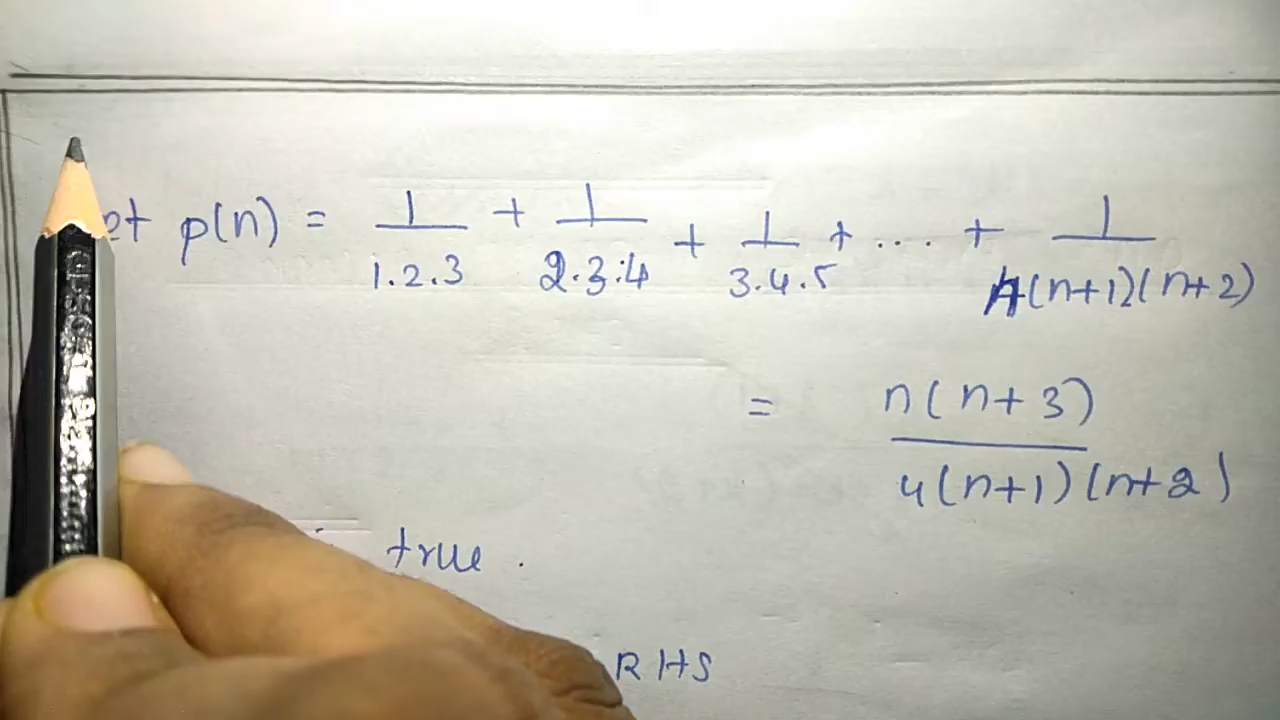 p(n) = 1/1.2.3 + 1/2.3.4 + 1/3.4.5 + .... + 1/n(n+1)(n+2)
= n(n+3)/4(n+1)(n+2)
true.
RHS